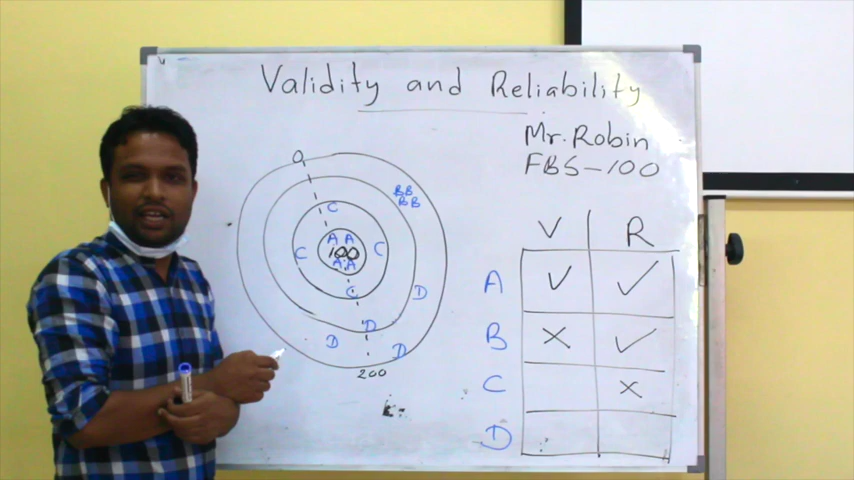 Validity and Reliability
Mr. Robin
FBS-100
0
BB
BB
C
A A
C 100 C
A A
C
D
D
D
D
200
V R
A ✓ ✓
B × ✓
C ×
D